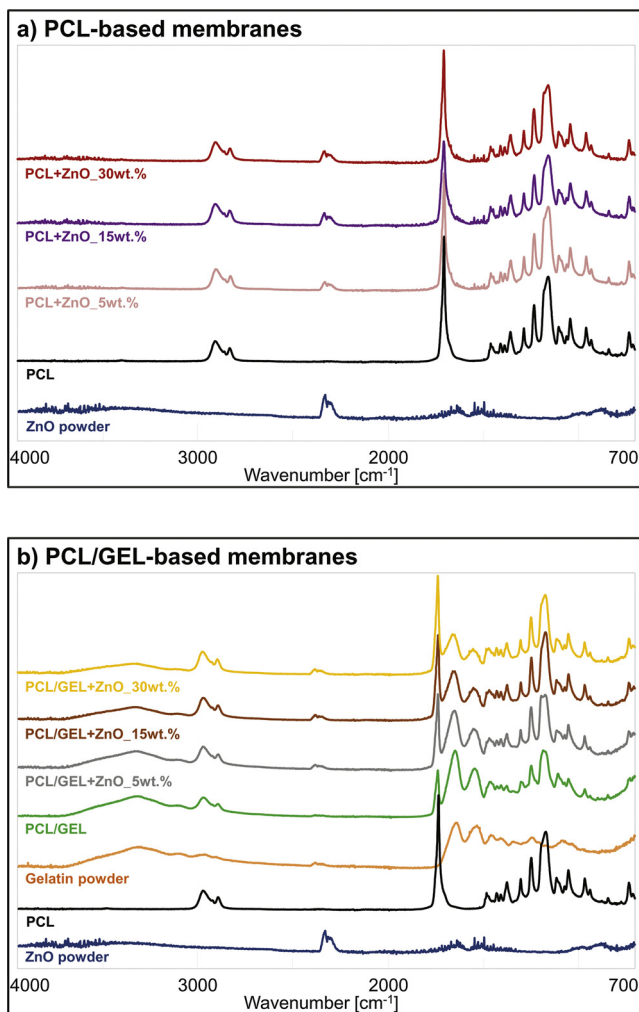 a) PCL-based membranes
PCL+ZnO_30wt.%
PCL+ZnO_15wt.%
PCL+ZnO_5wt.%
PCL
ZnO powder
4000 3000 2000 700
Wavenumber [cm-1]
b) PCL/GEL-based membranes
PCL/GEL+ZnO_30wt.%
PCL/GEL+ZnO_15wt.%
PCL/GEL+ZnO_5wt.%
PCL/GEL
Gelatin powder
PCL
ZnO powder
4000 3000 2000 700
Wavenumber [cm-1]